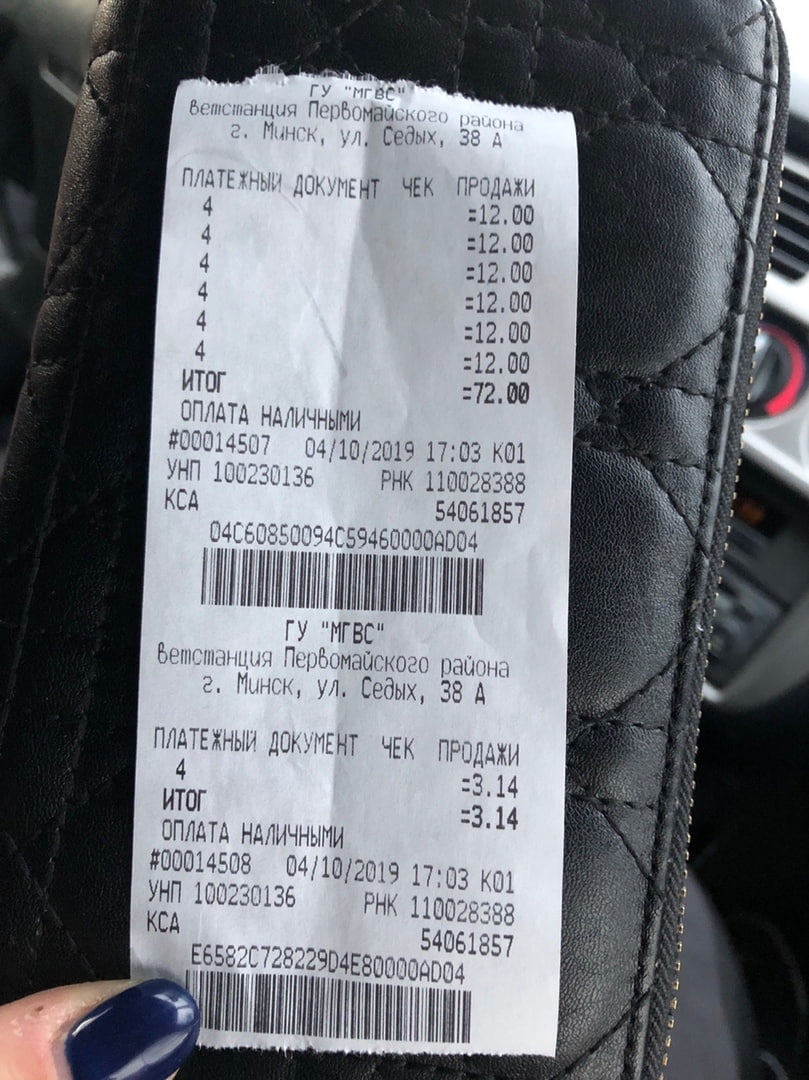 ГУ "МГВС"
Ветстанция Первомайского района
г. Минск, ул. Седых, 38 А
ПЛАТЕЖНЫЙ ДОКУМЕНТ ЧЕК ПРОДАЖИ
4 =12.00
4 =12.00
4 =12.00
4 =12.00
4 =12.00
4 =12.00
ИТОГ =72.00
ОПЛАТА НАЛИЧНЫМИ
#00014507 04/10/2019 17:03 К01
УНП 100230136 РНК 110028388
КСА 54061857
04C60850094C59460000AD04
ГУ "МГВС"
Ветстанция Первомайского района
г. Минск, ул. Седых, 38 А
ПЛАТЕЖНЫЙ ДОКУМЕНТ ЧЕК ПРОДАЖИ
4 =3.14
ИТОГ =3.14
ОПЛАТА НАЛИЧНЫМИ
#00014508 04/10/2019 17:03 К01
УНП 100230136 РНК 110028388
КСА 54061857
E6582C728229D4E80000AD04